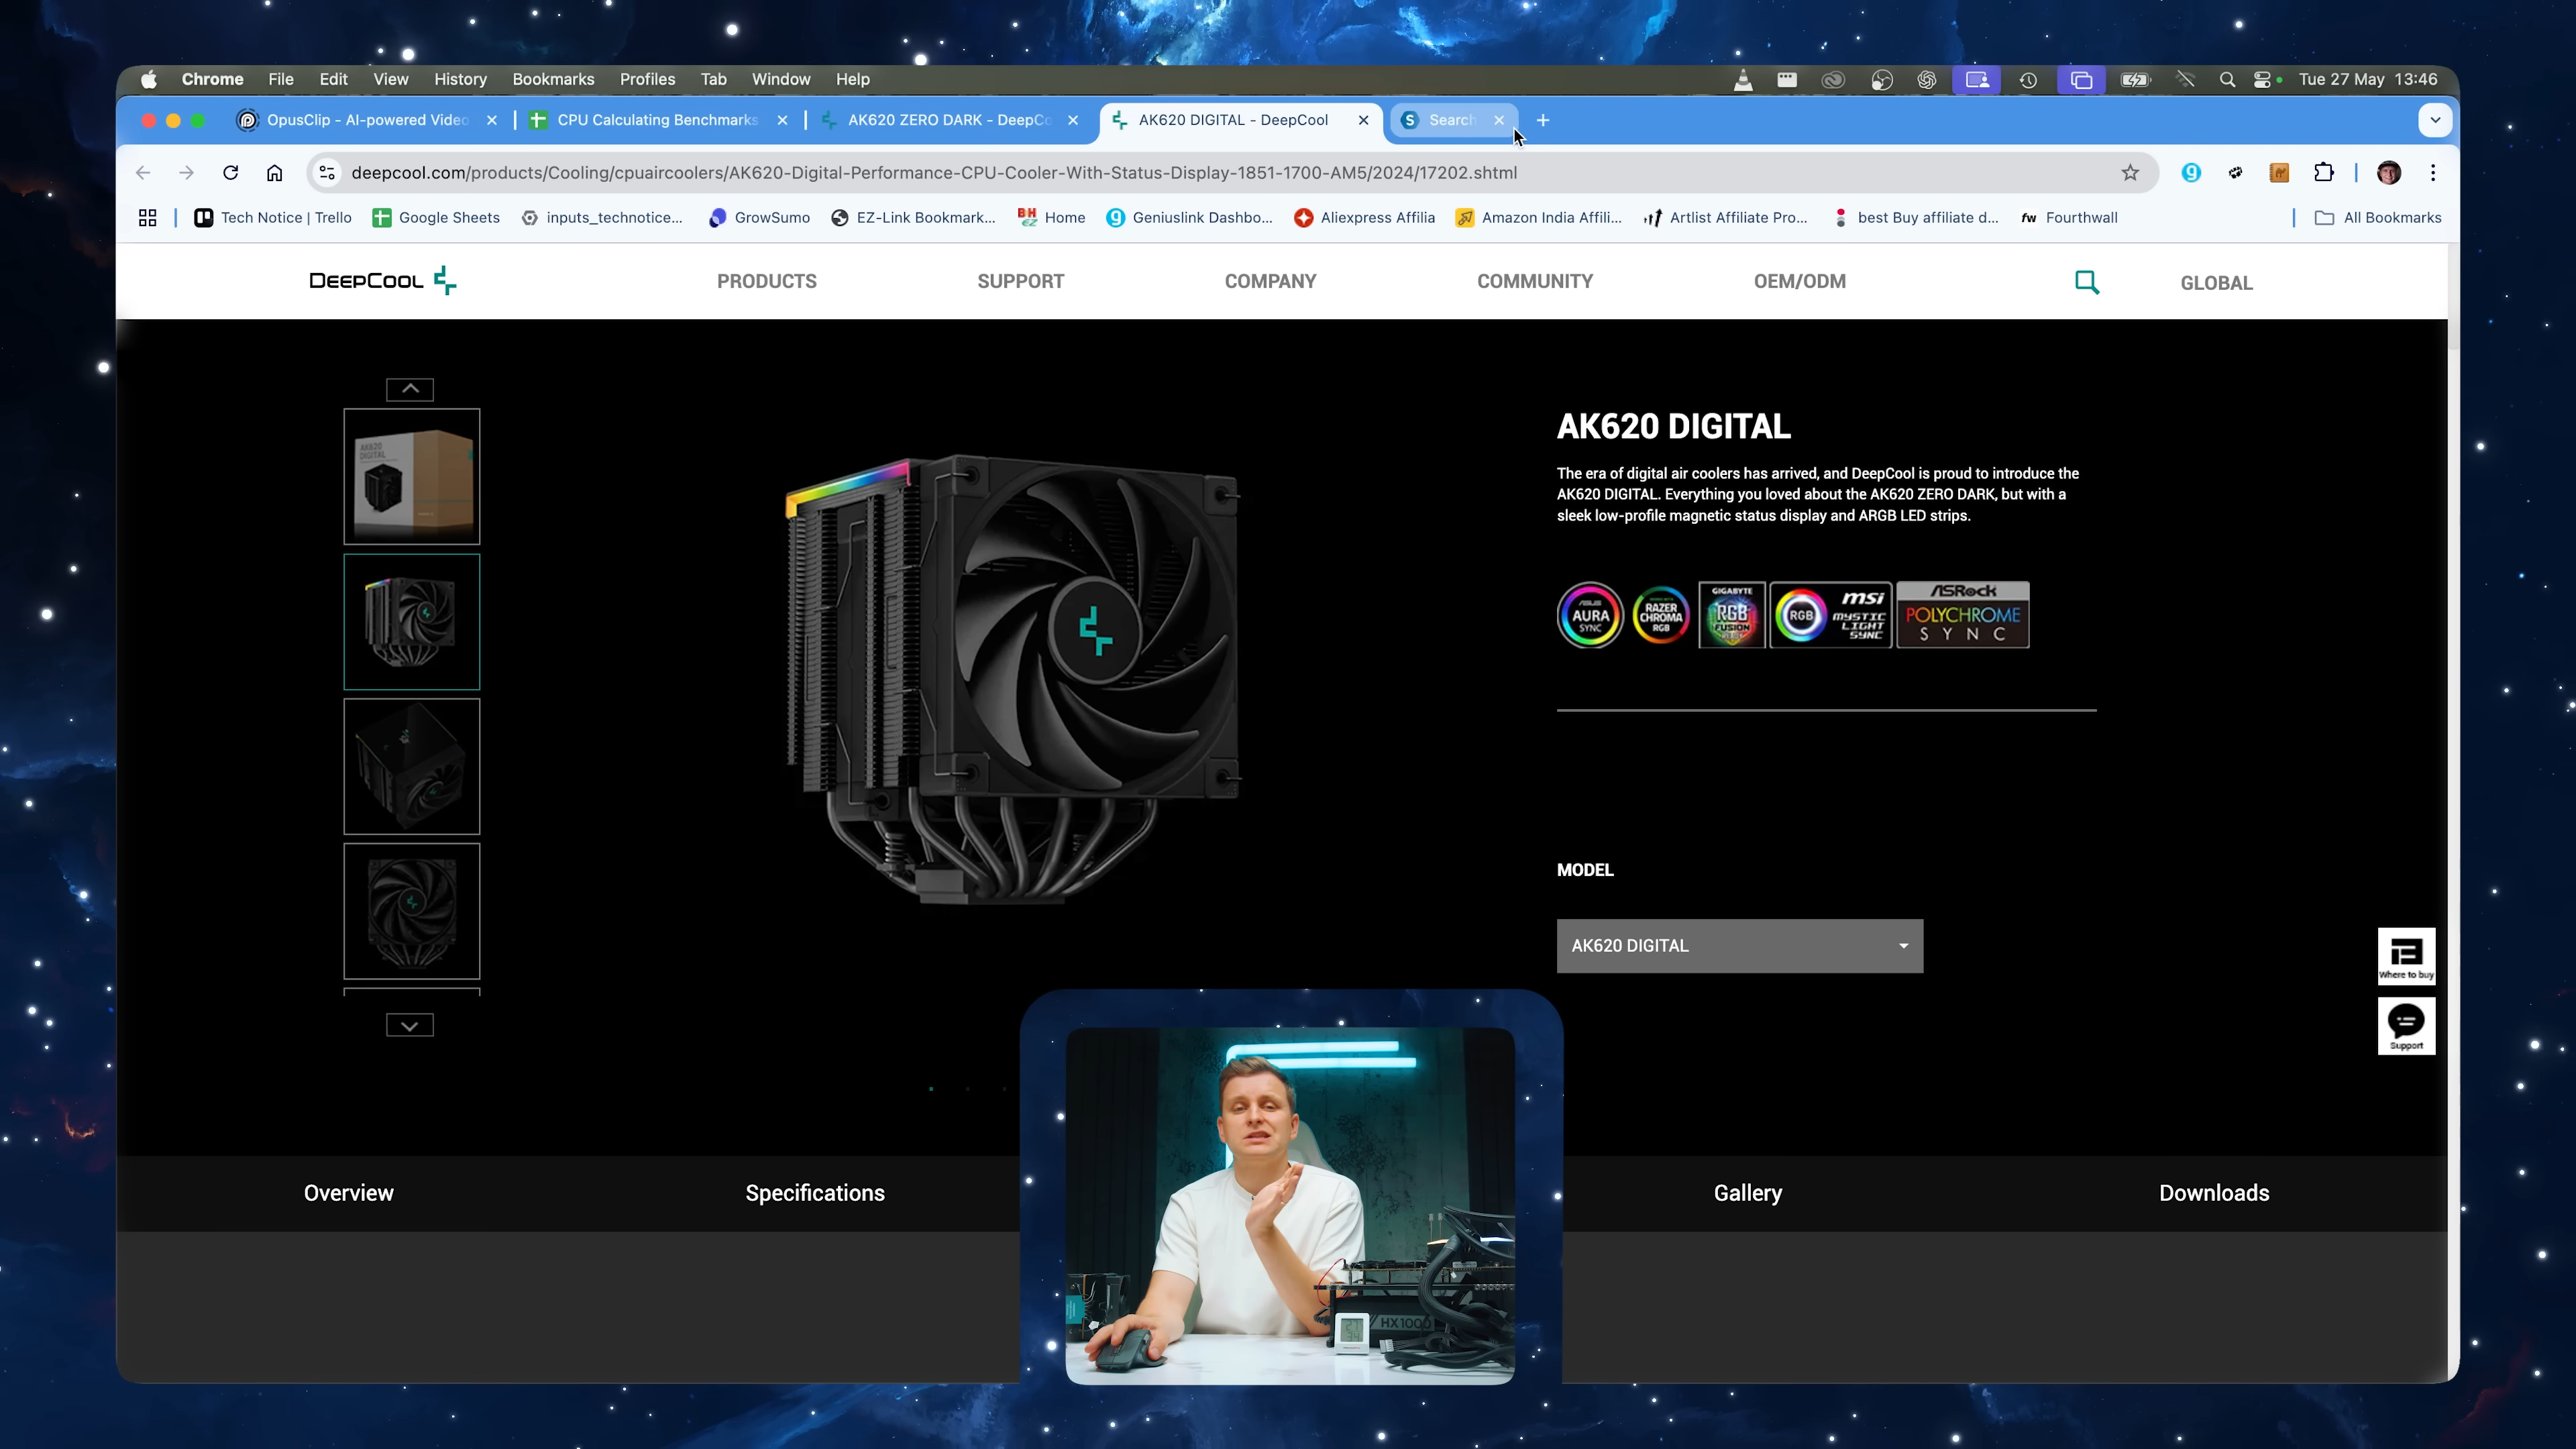 Chrome File Edit View History Bookmarks Profiles Tab Window Help
Tue 27 May 13:46
OpusClip - AI-powered Video
CPU Calculating Benchmarks
AK620 ZERO DARK - DeepCo
AK620 DIGITAL - DeepCool
Search
deepcool.com/products/Cooling/cpuaircoolers/AK620-Digital-Performance-CPU-Cooler-With-Status-Display-1851-1700-AM5/2024/17202.shtml
Tech Notice | Trello
Google Sheets
inputs_technotice...
GrowSumo
EZ-Link Bookmark...
Home
Geniuslink Dashbo...
Aliexpress Affilia
Amazon India Affili...
Artlist Affiliate Pro...
best Buy affiliate d...
fw Fourthwall
All Bookmarks
DEEPCOOL
PRODUCTS
SUPPORT
COMPANY
COMMUNITY
OEM/ODM
GLOBAL
AK620
DIGITAL
AK620 DIGITAL
The era of digital air coolers has arrived, and DeepCool is proud to introduce the
AK620 DIGITAL. Everything you loved about the AK620 ZERO DARK, but with a
sleek low-profile magnetic status display and ARGB LED strips.
ASUS
AURA
SYNC
RAZER
CHROMA
RGB
GIGABYTE
RGB
FUSION
RGB
msi
MYSTIC
LIGHT
SYNC
ASRock
POLYCHROME
SYNC
MODEL
AK620 DIGITAL
Where to buy
Support
Overview
Specifications
Gallery
Downloads
HX1000